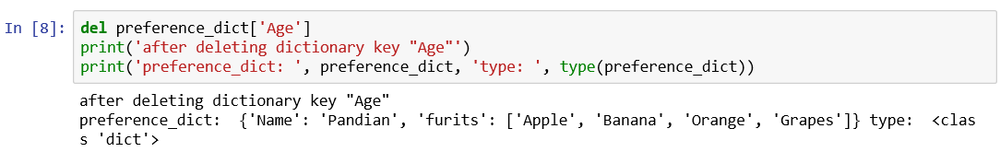 In [8]: del preference_dict['Age']
print('after deleting dictionary key "Age"')
print('preference_dict: ', preference_dict, 'type: ', type(preference_dict))
after deleting dictionary key "Age"
preference_dict:  {'Name': 'Pandian', 'furits': ['Apple', 'Banana', 'Orange', 'Grapes']} type:  <clas
s 'dict'>